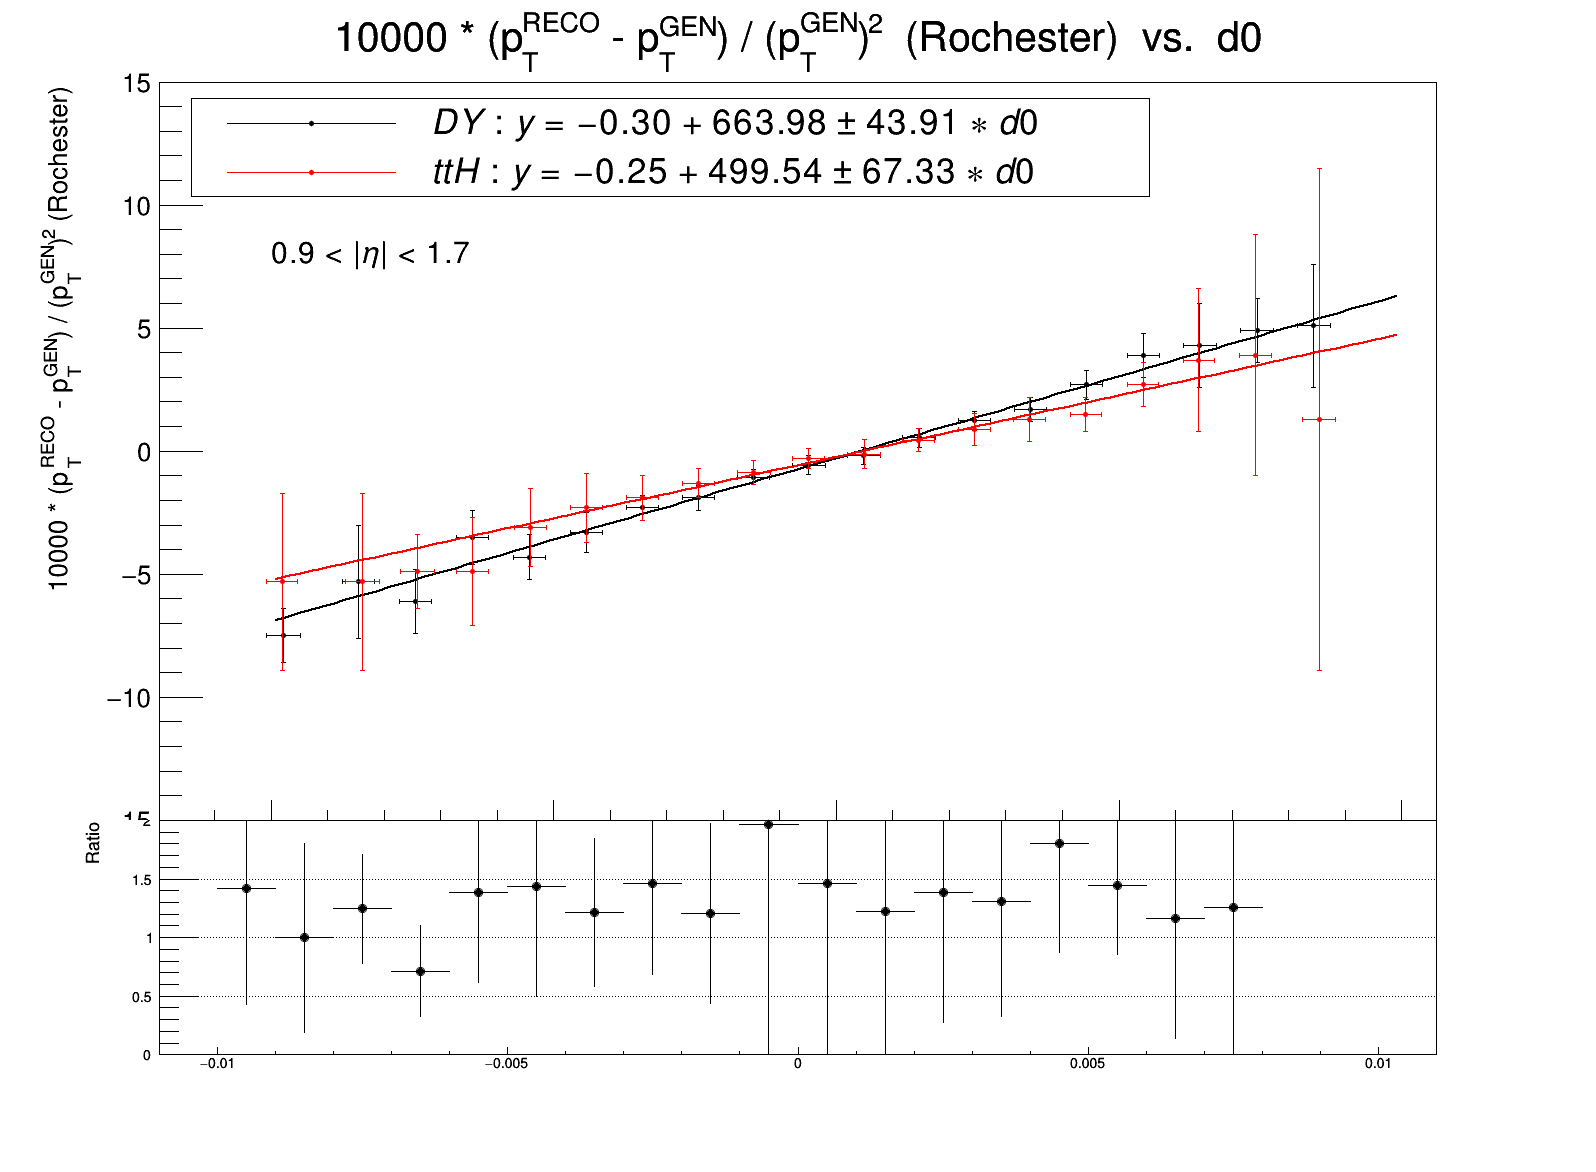 10000 * (p_T^RECO - p_T^GEN) / (p_T^GEN)^2 (Rochester) vs. d0
10000 * (p_T^RECO - p_T^GEN) / (p_T^GEN)^2 (Rochester)
15
10
5
0
−5
−10
DY : y = −0.30 + 663.98 ± 43.91 * d0
ttH : y = −0.25 + 499.54 ± 67.33 * d0
0.9 < |η| < 1.7
Ratio
2
1.5
1
0.5
0
−0.01 −0.005 0 0.005 0.01